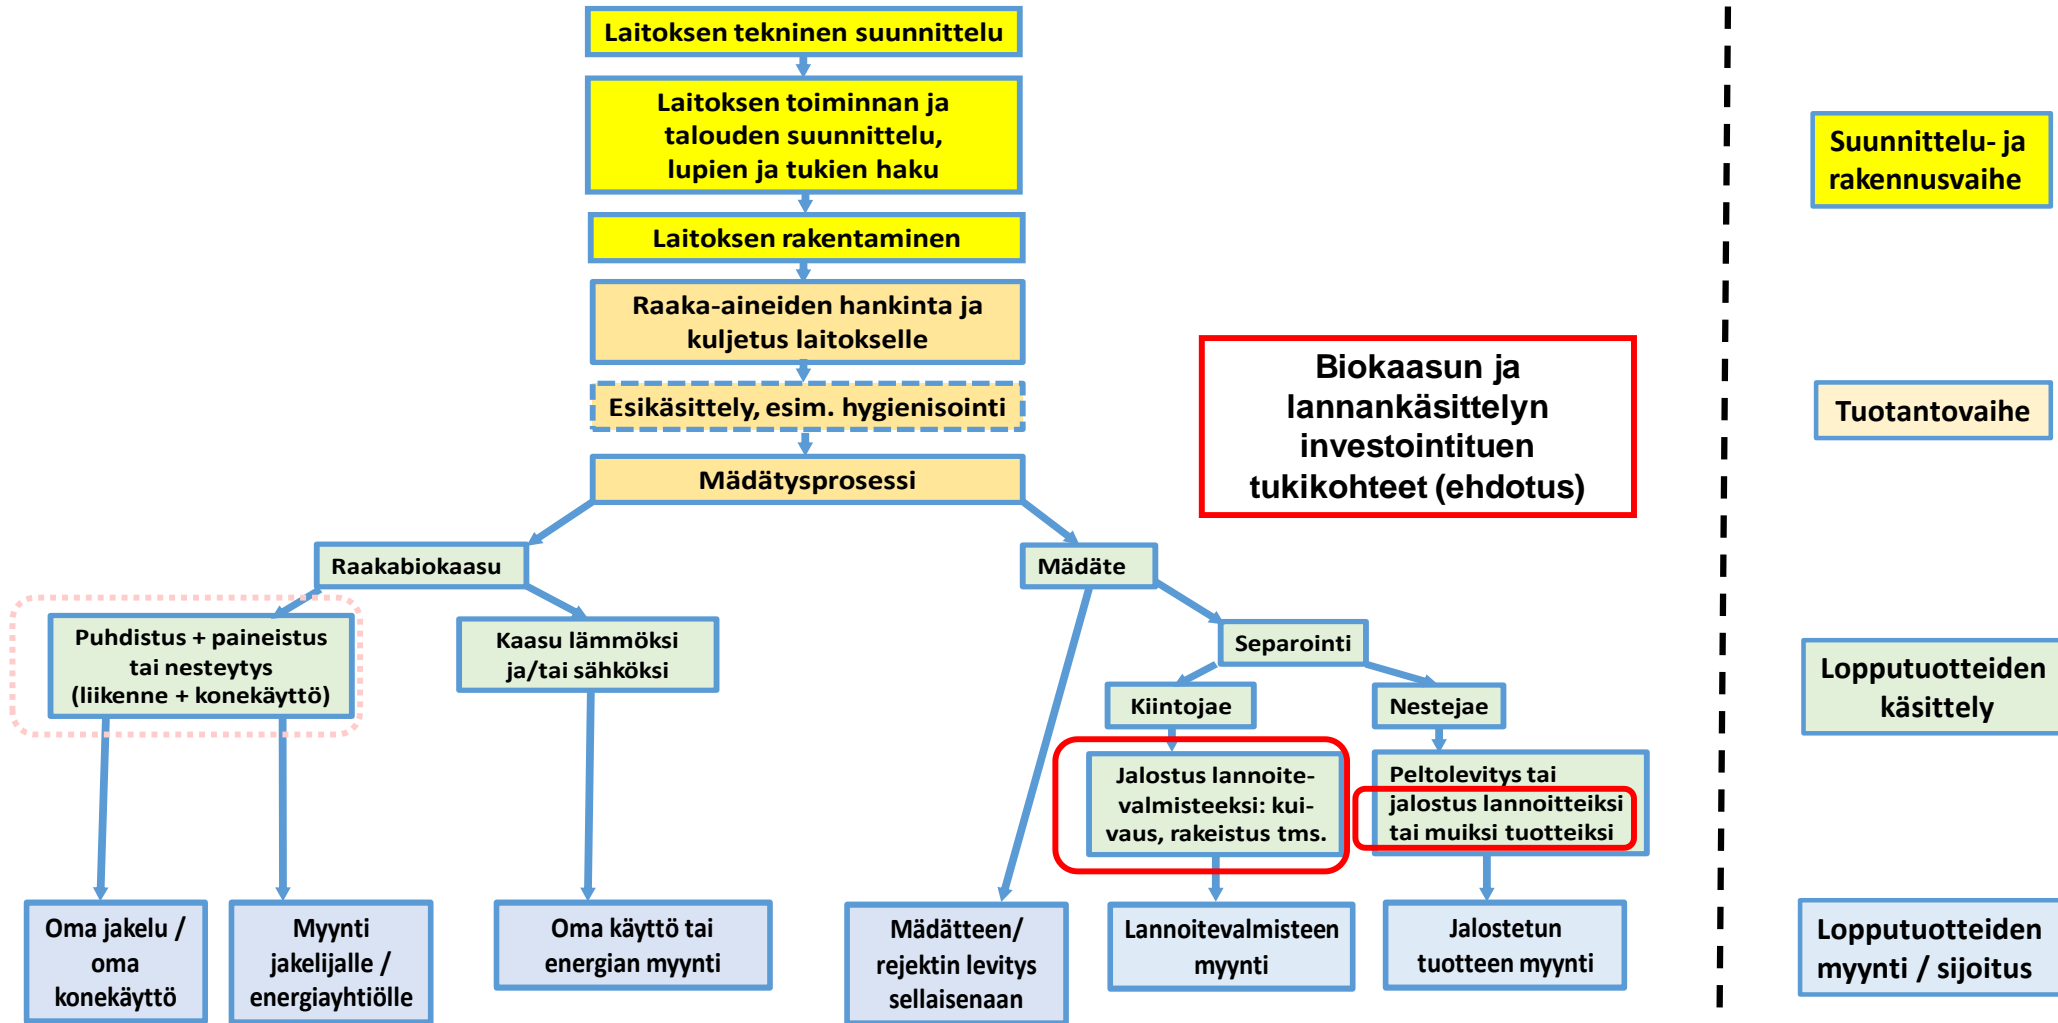 Laitoksen tekninen suunnittelu
Laitoksen toiminnan ja
talouden suunnittelu,
lupien ja tukien haku
Laitoksen rakentaminen
Raaka-aineiden hankinta ja
kuljetus laitokselle
Esikäsittely, esim. hygienisointi
Mädätysprosessi
Biokaasun ja
lannankäsittelyn
investointituen
tukikohteet (ehdotus)
Raakabiokaasu
Mädäte
Puhdistus + paineistus
tai nesteytys
(liikenne + konekäyttö)
Kaasu lämmöksi
ja/tai sähköksi
Separointi
Kiintojae
Nestejae
Jalostus lannoite-
valmisteeksi: kui-
vaus, rakeistus tms.
Peltolevitys tai
jalostus lannoitteiksi
tai muiksi tuotteiksi
Oma jakelu /
oma
konekäyttö
Myynti
jakelijalle /
energiayhtiölle
Oma käyttö tai
energian myynti
Mädätteen/
rejektin levitys
sellaisenaan
Lannoitevalmisteen
myynti
Jalostetun
tuotteen myynti
Suunnittelu- ja
rakennusvaihe
Tuotantovaihe
Lopputuotteiden
käsittely
Lopputuotteiden
myynti / sijoitus